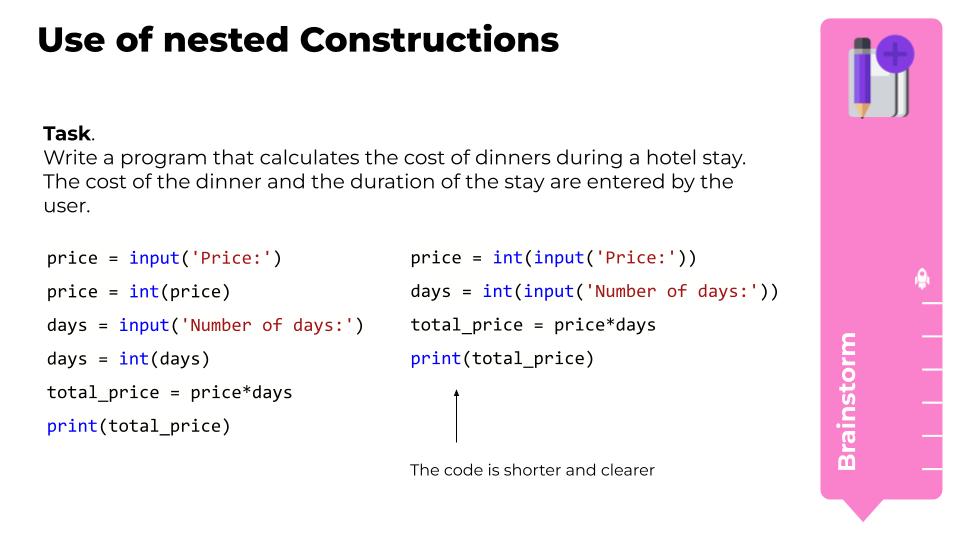 Use of nested Constructions
Task.
Write a program that calculates the cost of dinners during a hotel stay.
The cost of the dinner and the duration of the stay are entered by the
user.
price = input('Price:')
price = int(price)
days = input('Number of days:')
days = int(days)
total_price = price*days
print(total_price)
price = int(input('Price:'))
days = int(input('Number of days:'))
total_price = price*days
print(total_price)
The code is shorter and clearer
Brainstorm